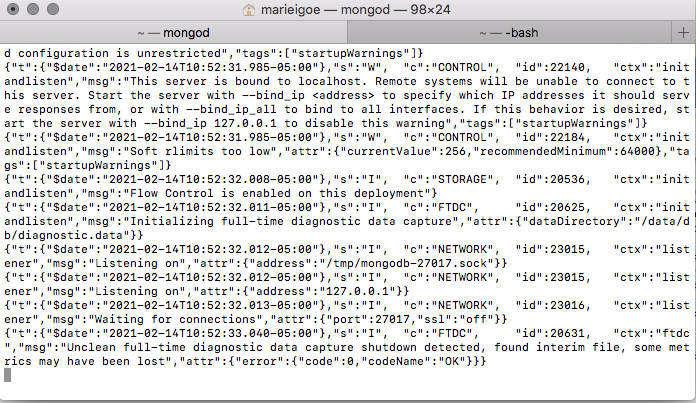 marieigoe — mongod — 98×24
~ — mongod
~ — -bash
+
d configuration is unrestricted","tags":["startupWarnings"]}
{"t":{"$date":"2021-02-14T10:52:31.985-05:00"},"s":"W",  "c":"CONTROL",  "id":22140,   "ctx":"init
andlisten","msg":"This server is bound to localhost. Remote systems will be unable to connect to t
his server. Start the server with --bind_ip <address> to specify which IP addresses it should serv
e responses from, or with --bind_ip_all to bind to all interfaces. If this behavior is desired, st
art the server with --bind_ip 127.0.0.1 to disable this warning","tags":["startupWarnings"]}
{"t":{"$date":"2021-02-14T10:52:31.985-05:00"},"s":"W",  "c":"CONTROL",  "id":22184,   "ctx":"init
andlisten","msg":"Soft rlimits too low","attr":{"currentValue":256,"recommendedMinimum":64000},"ta
gs":["startupWarnings"]}
{"t":{"$date":"2021-02-14T10:52:32.008-05:00"},"s":"I",  "c":"STORAGE",  "id":20536,   "ctx":"init
andlisten","msg":"Flow Control is enabled on this deployment"}
{"t":{"$date":"2021-02-14T10:52:32.011-05:00"},"s":"I",  "c":"FTDC",     "id":20625,   "ctx":"init
andlisten","msg":"Initializing full-time diagnostic data capture","attr":{"dataDirectory":"/data/d
b/diagnostic.data"}}
{"t":{"$date":"2021-02-14T10:52:32.012-05:00"},"s":"I",  "c":"NETWORK",  "id":23015,   "ctx":"list
ener","msg":"Listening on","attr":{"address":"/tmp/mongodb-27017.sock"}}
{"t":{"$date":"2021-02-14T10:52:32.012-05:00"},"s":"I",  "c":"NETWORK",  "id":23015,   "ctx":"list
ener","msg":"Listening on","attr":{"address":"127.0.0.1"}}
{"t":{"$date":"2021-02-14T10:52:32.013-05:00"},"s":"I",  "c":"NETWORK",  "id":23016,   "ctx":"list
ener","msg":"Waiting for connections","attr":{"port":27017,"ssl":"off"}}
{"t":{"$date":"2021-02-14T10:52:33.040-05:00"},"s":"I",  "c":"FTDC",     "id":20631,   "ctx":"ftdc
","msg":"Unclean full-time diagnostic data capture shutdown detected, found interim file, some met
rics may have been lost","attr":{"error":{"code":0,"codeName":"OK"}}}